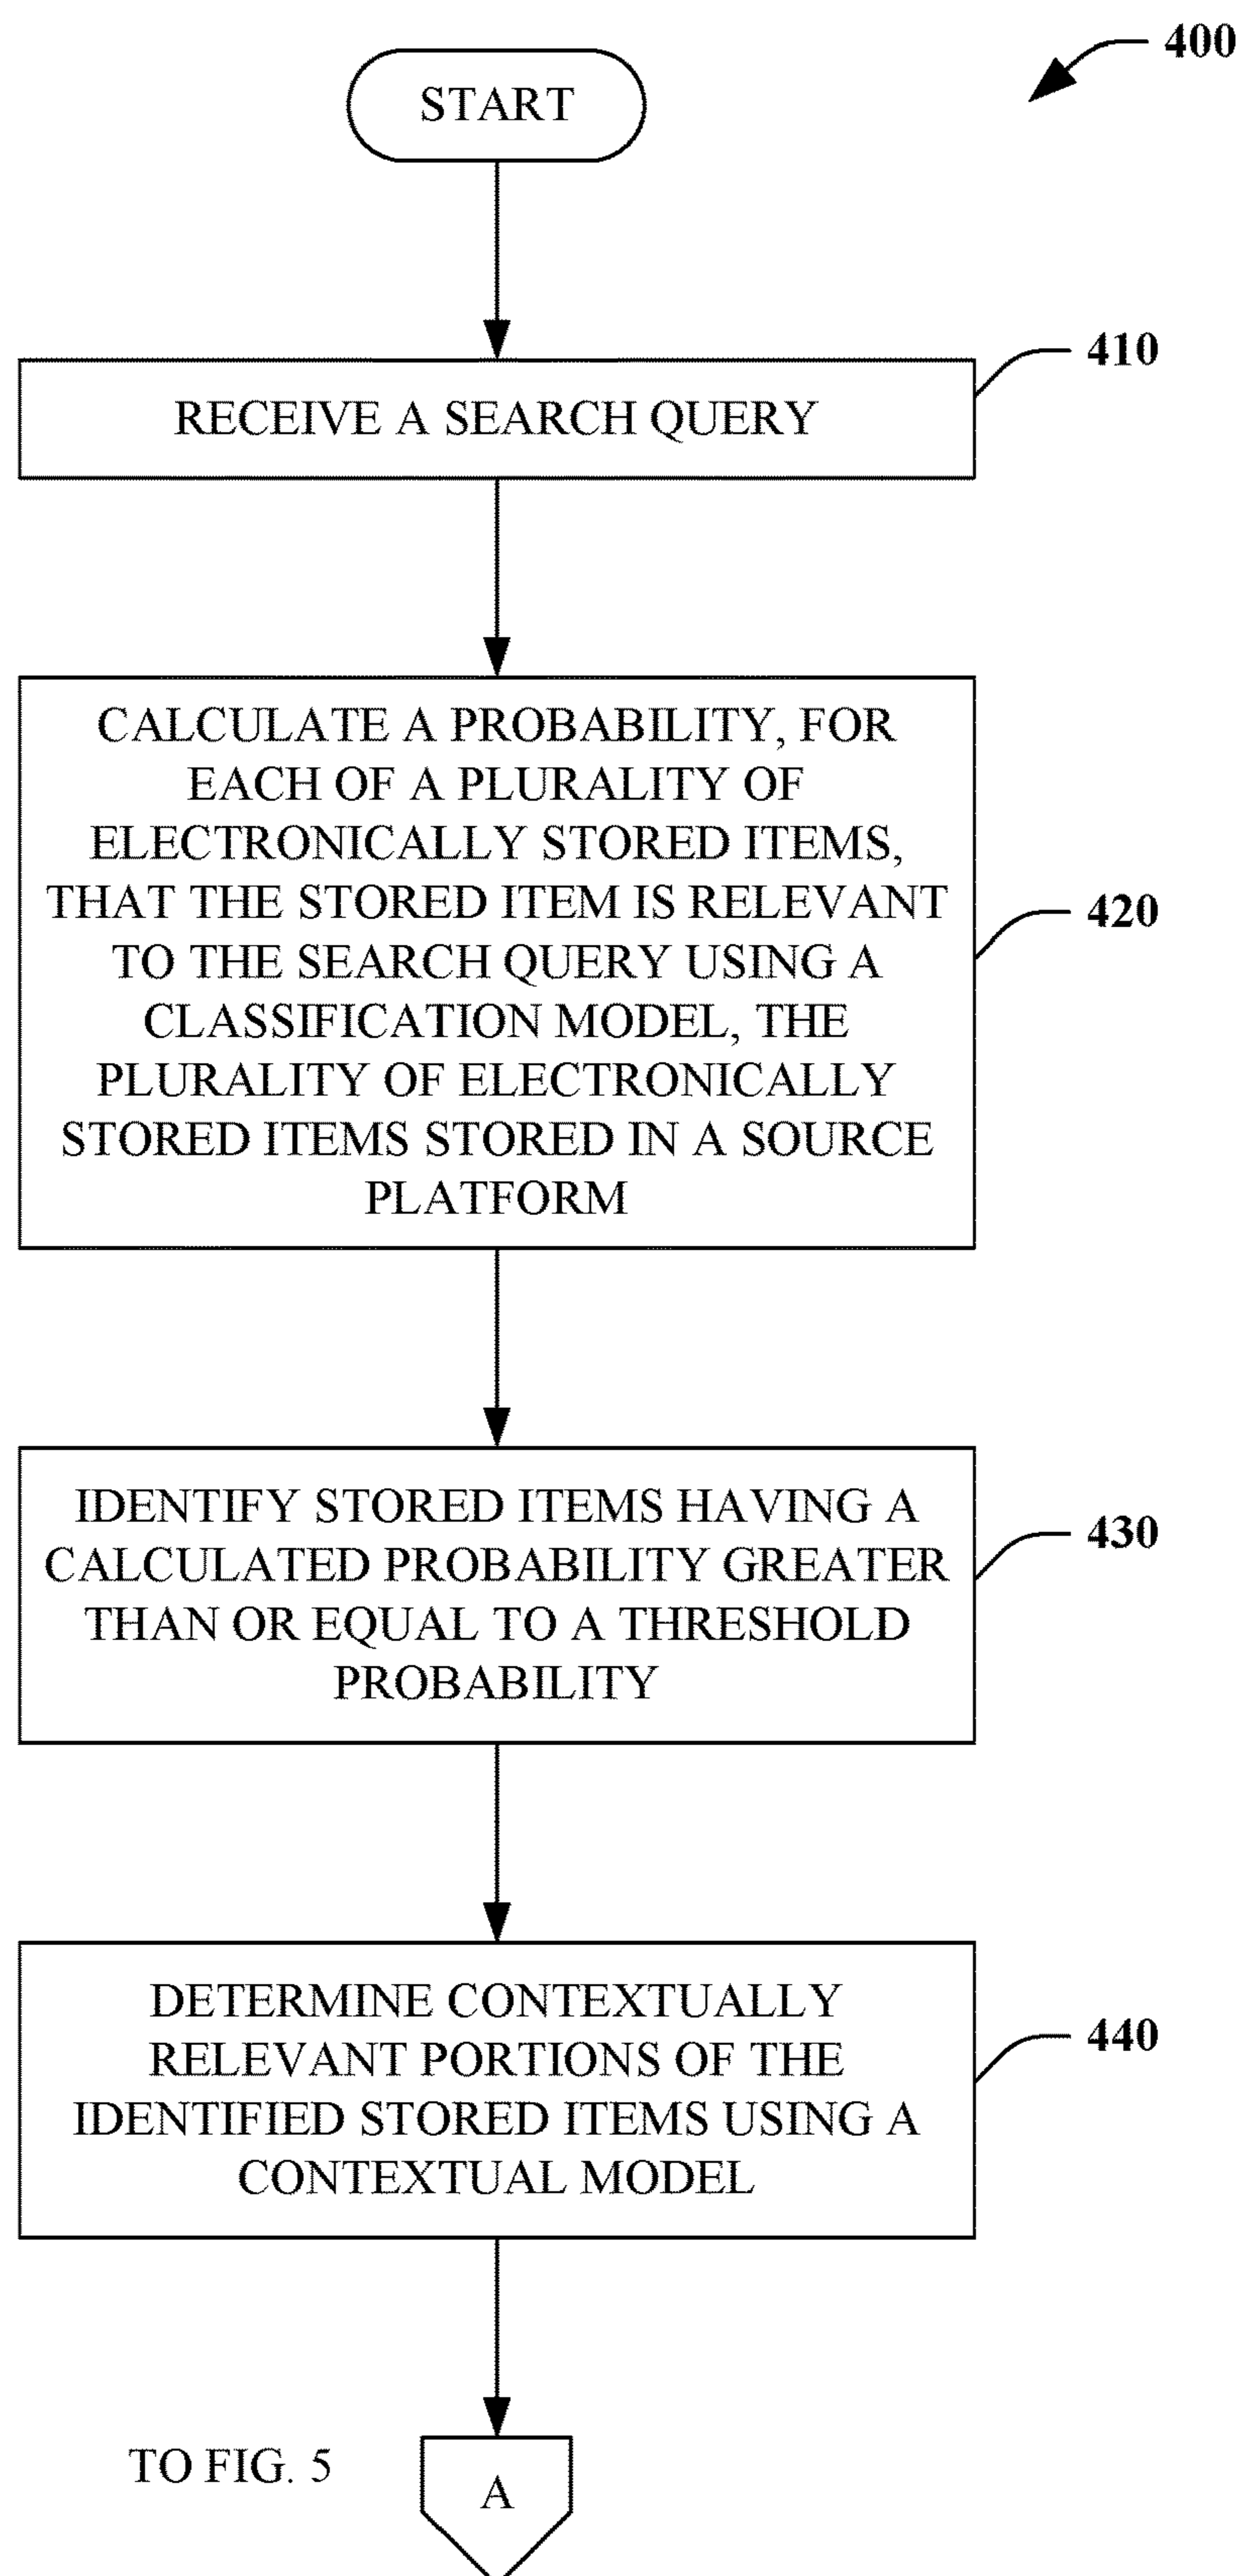 400
START
410
RECEIVE A SEARCH QUERY
CALCULATE A PROBABILITY, FOR
EACH OF A PLURALITY OF
ELECTRONICALLY STORED ITEMS,
THAT THE STORED ITEM IS RELEVANT
TO THE SEARCH QUERY USING A
CLASSIFICATION MODEL, THE
PLURALITY OF ELECTRONICALLY
STORED ITEMS STORED IN A SOURCE
PLATFORM
420
IDENTIFY STORED ITEMS HAVING A
CALCULATED PROBABILITY GREATER
THAN OR EQUAL TO A THRESHOLD
PROBABILITY
430
DETERMINE CONTEXTUALLY
RELEVANT PORTIONS OF THE
IDENTIFIED STORED ITEMS USING A
CONTEXTUAL MODEL
440
TO FIG. 5
A